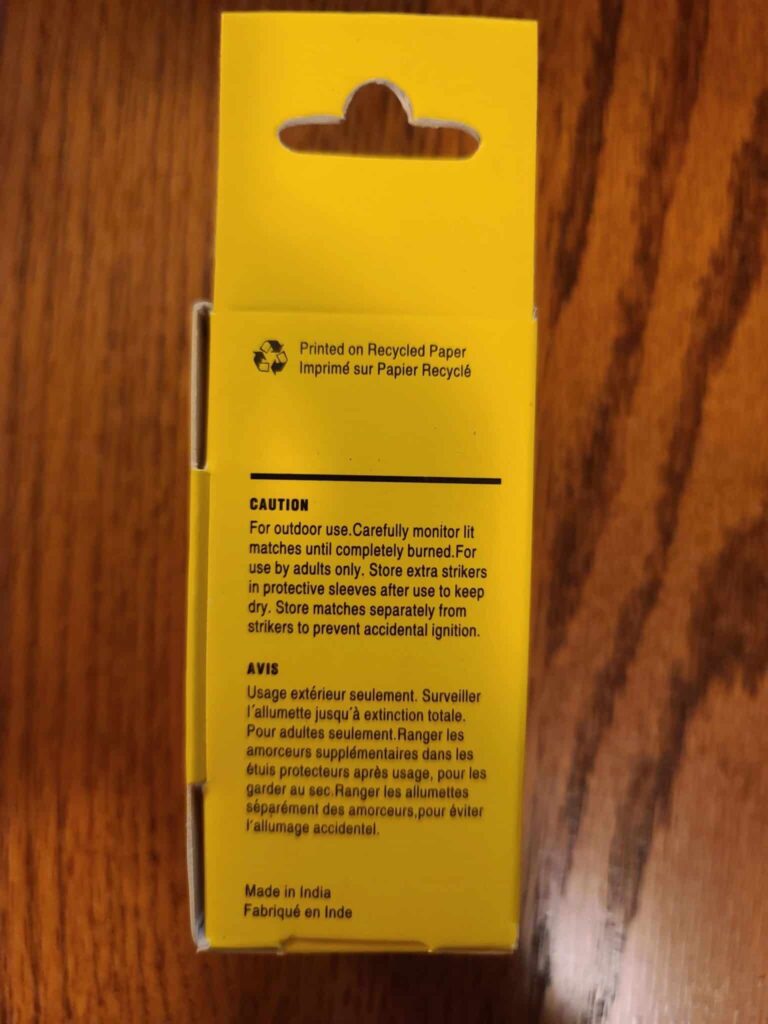 Printed on Recycled Paper
Imprimé sur Papier Recyclé
CAUTION
For outdoor use.Carefully monitor lit
matches until completely burned.For
use by adults only. Store extra strikers
in protective sleeves after use to keep
dry. Store matches separately from
strikers to prevent accidental ignition.
AVIS
Usage extérieur seulement. Surveiller
l'allumette jusqu'à extinction totale.
Pour adultes seulement.Ranger les
amorceurs supplémentaires dans les
étuis protecteurs après usage, pour les
garder au sec.Ranger les allumettes
séparément des amorceurs,pour éviter
l'allumage accidentel.
Made in India
Fabriqué en Inde